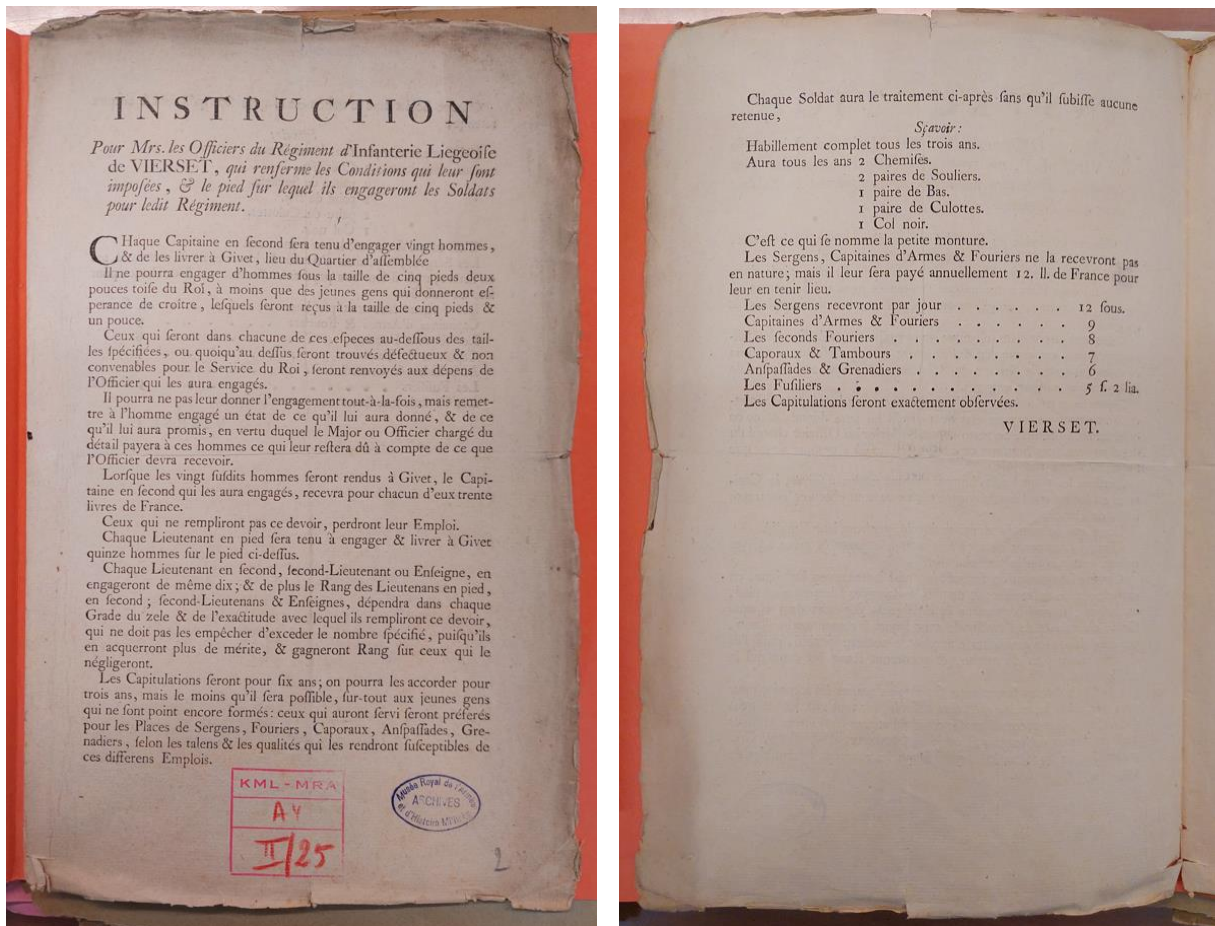 INSTRUCTION
Pour Mrs. les Officiers du Régiment d'Infanterie Liegeoiſe
de VIERSET, qui renferme les Conditions qui leur ſont
impoſées, & le pied ſur lequel ils engageront les Soldats
pour ledit Régiment.
CHaque Capitaine en ſecond ſera tenu d'engager vingt hommes,
& de les livrer à Givet, lieu du Quartier d'aſſemblée
Il ne pourra engager d'hommes ſous la taille de cinq pieds deux
pouces toiſe du Roi, à moins que des jeunes gens qui donneront eſ-
perance de croître, leſquels ſeront reçus à la taille de cinq pieds &
un pouce.
Ceux qui ſeront dans chacune de ces eſpeces au-deſſous des tail-
les ſpécifiées, ou quoiqu'au deſſus ſeront trouvés défectueux & non
convenables pour le Service du Roi, ſeront renvoyés aux dépens de
l'Officier qui les aura engagés.
Il pourra ne pas leur donner l'engagement tout-à-la-fois, mais remet-
tre à l'homme engagé un état de ce qu'il lui aura donné, & de ce
qu'il lui aura promis, en vertu duquel le Major ou Officier chargé du
détail payera à ces hommes ce qui leur reſtera dû à compte de ce que
l'Officier devra recevoir.
Lorſque les vingt ſuſdits hommes ſeront rendus à Givet, le Capi-
taine en ſecond qui les aura engagés, recevra pour chacun d'eux trente
livres de France.
Ceux qui ne rempliront pas ce devoir, perdront leur Emploi.
Chaque Lieutenant en pied ſera tenu à engager & livrer à Givet
quinze hommes ſur le pied ci-deſſus.
Chaque Lieutenant en ſecond, ſecond-Lieutenant ou Enſeigne, en
engageront de même dix; & de plus le Rang des Lieutenans en pied,
en ſecond; ſecond-Lieutenans & Enſeignes, dépendra dans chaque
Grade du zele & de l'exactitude avec lequel ils rempliront ce devoir,
qui ne doit pas les empêcher d'exceder le nombre ſpécifié, puiſqu'ils
en acquerront plus de mérite, & gagneront Rang ſur ceux qui le
négligeront.
Les Capitulations ſeront pour ſix ans; on pourra les accorder pour
trois ans, mais le moins qu'il ſera poſſible, ſur-tout aux jeunes gens
qui ne ſont point encore formés: ceux qui auront ſervi ſeront préferés
pour les Places de Sergens, Fouriers, Caporaux, Anſpaſſades, Gre-
nadiers, ſelon les talens & les qualités qui les rendront ſuſceptibles de
ces differens Emplois.
KML-MRA
A4
II/25
Musée Royal de l'Armée
ARCHIVES
et d'Histoire Militaire
2
Chaque Soldat aura le traitement ci-après ſans qu'il ſubiſſe aucune
retenue,
Sçavoir:
Habillement complet tous les trois ans.
Aura tous les ans 2 Chemiſes.
2 paires de Souliers.
1 paire de Bas.
1 paire de Culottes.
1 Col noir.
C'eſt ce qui ſe nomme la petite monture.
Les Sergens, Capitaines d'Armes & Fouriers ne la recevront pas
en nature; mais il leur ſera payé annuellement 12. ll. de France pour
leur en tenir lieu.
Les Sergens recevront par jour . . . . . . 12 ſous.
Capitaines d'Armes & Fouriers . . . . . . 9
Les ſeconds Fouriers . . . . . . . . . 8
Caporaux & Tambours . . . . . . . . 7
Anſpaſſades & Grenadiers . . . . . . . . 6
Les Fuſiliers . . . . . . . . . . . . 5 ſ. 2 lia.
Les Capitulations ſeront exactement obſervées.
VIERSET.